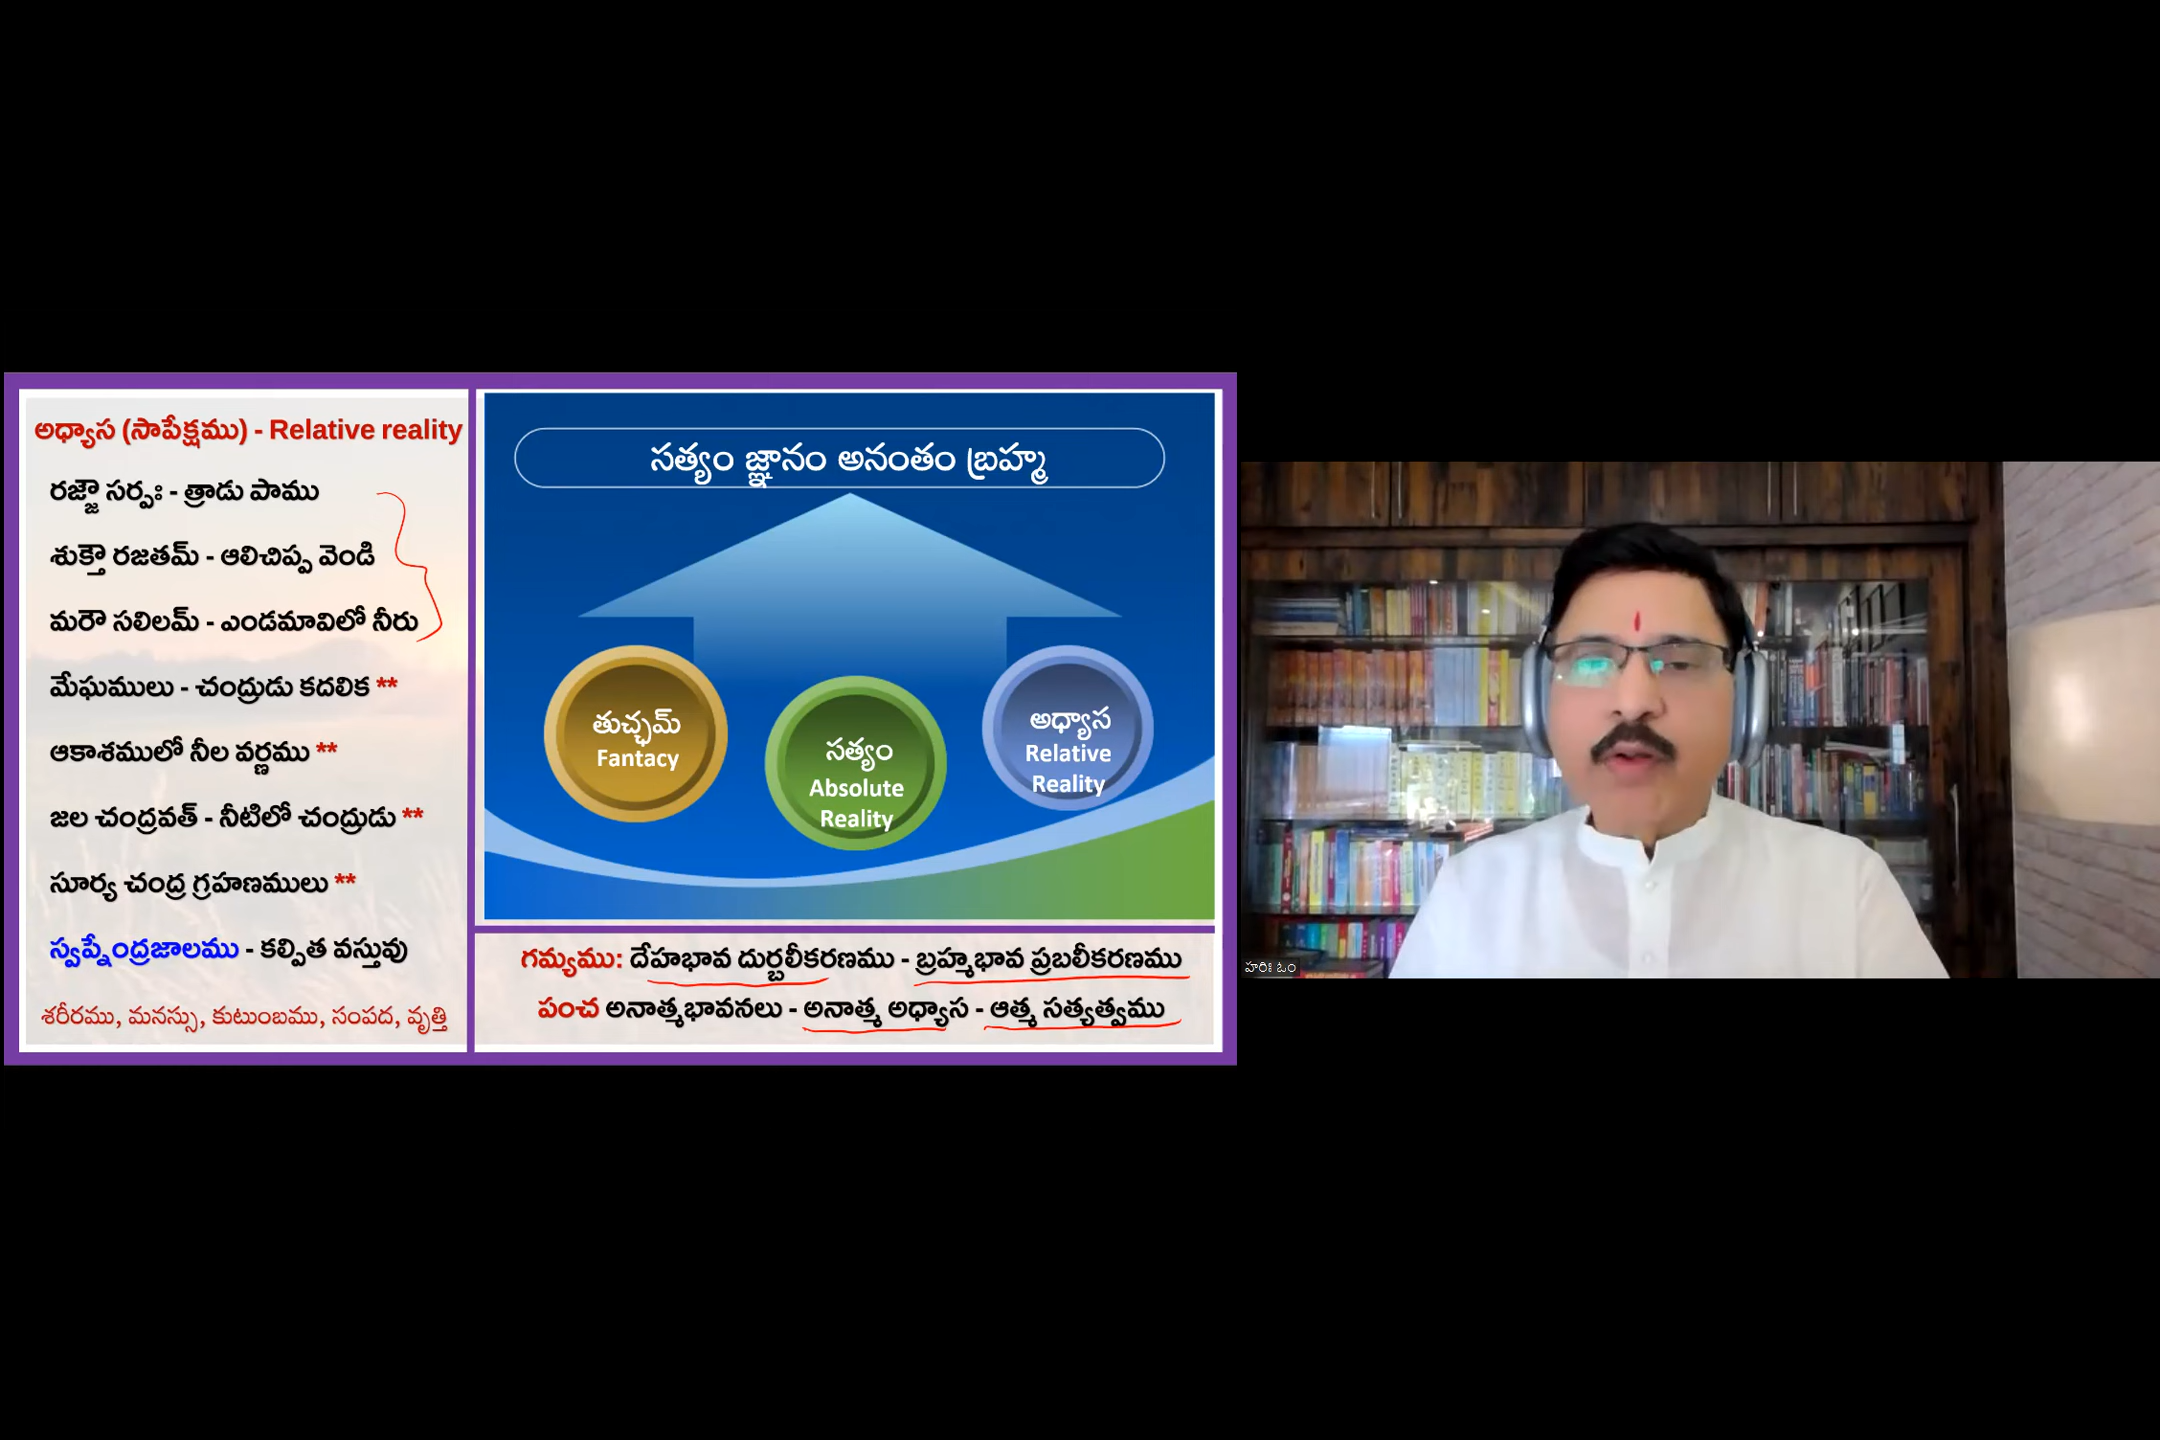 అధ్యాస (సాపేక్షము) - Relative reality
రజ్జౌ సర్పః - త్రాడు పాము
శుక్తౌ రజతమ్ - ఆలిచిప్ప వెండి
మరౌ సలిలమ్ - ఎండమావిలో నీరు
మేఘములు - చంద్రుడు కదలిక **
ఆకాశములో నీల వర్ణము **
జల చంద్రవత్ - నీటిలో చంద్రుడు **
సూర్య చంద్ర గ్రహణములు **
స్వప్నేంద్రజాలము - కల్పిత వస్తువు
శరీరము, మనస్సు, కుటుంబము, సంపద, వృత్తి
సత్యం జ్ఞానం అనంతం బ్రహ్మ
తుచ్ఛమ్
Fantacy
సత్యం
Absolute
Reality
అధ్యాస
Relative
Reality
గమ్యము: దేహభావ దుర్బలీకరణము - బ్రహ్మభావ ప్రబలీకరణము
పంచ అనాత్మభావనలు - అనాత్మ అధ్యాస - ఆత్మ సత్యత్వము
హరిః ఓం